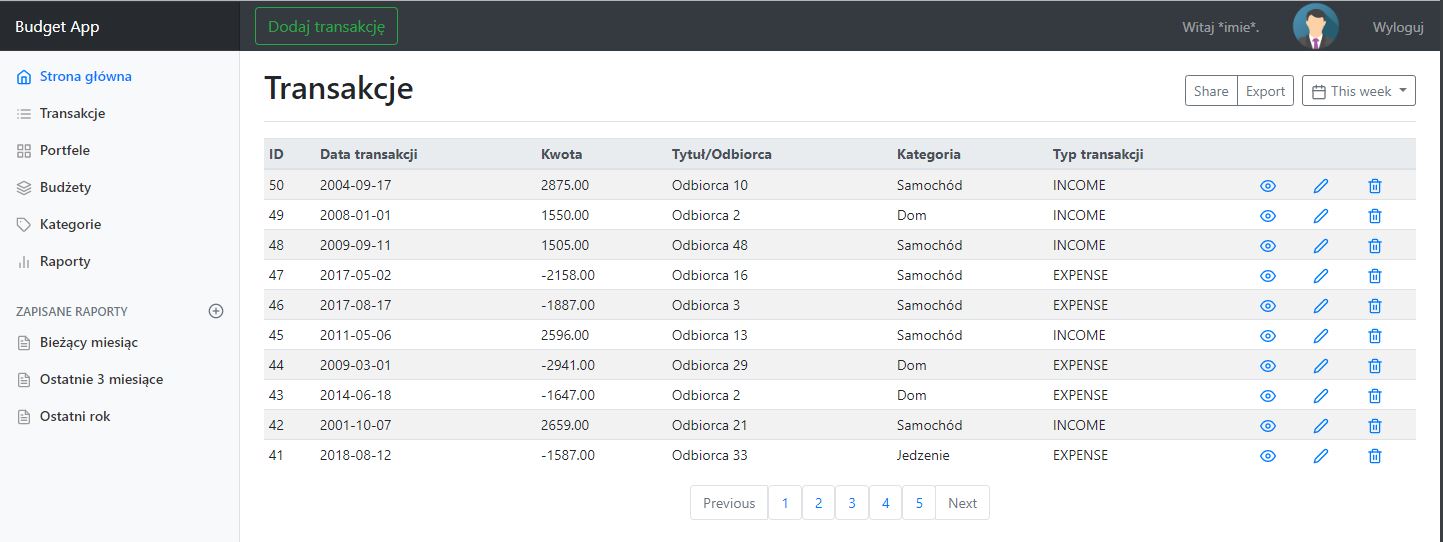 Budget App
Dodaj transakcję
Witaj *imie*.
Wyloguj
Strona główna
Transakcje
Portfele
Budżety
Kategorie
Raporty
ZAPISANE RAPORTY
Bieżący miesiąc
Ostatnie 3 miesiące
Ostatni rok
Transakcje
Share Export This week
ID Data transakcji Kwota Tytuł/Odbiorca Kategoria Typ transakcji
50 2004-09-17 2875.00 Odbiorca 10 Samochód INCOME
49 2008-01-01 1550.00 Odbiorca 2 Dom INCOME
48 2009-09-11 1505.00 Odbiorca 48 Samochód INCOME
47 2017-05-02 -2158.00 Odbiorca 16 Samochód EXPENSE
46 2017-08-17 -1887.00 Odbiorca 3 Samochód EXPENSE
45 2011-05-06 2596.00 Odbiorca 13 Samochód INCOME
44 2009-03-01 -2941.00 Odbiorca 29 Dom EXPENSE
43 2014-06-18 -1647.00 Odbiorca 2 Dom EXPENSE
42 2001-10-07 2659.00 Odbiorca 21 Samochód INCOME
41 2018-08-12 -1587.00 Odbiorca 33 Jedzenie EXPENSE
Previous 1 2 3 4 5 Next